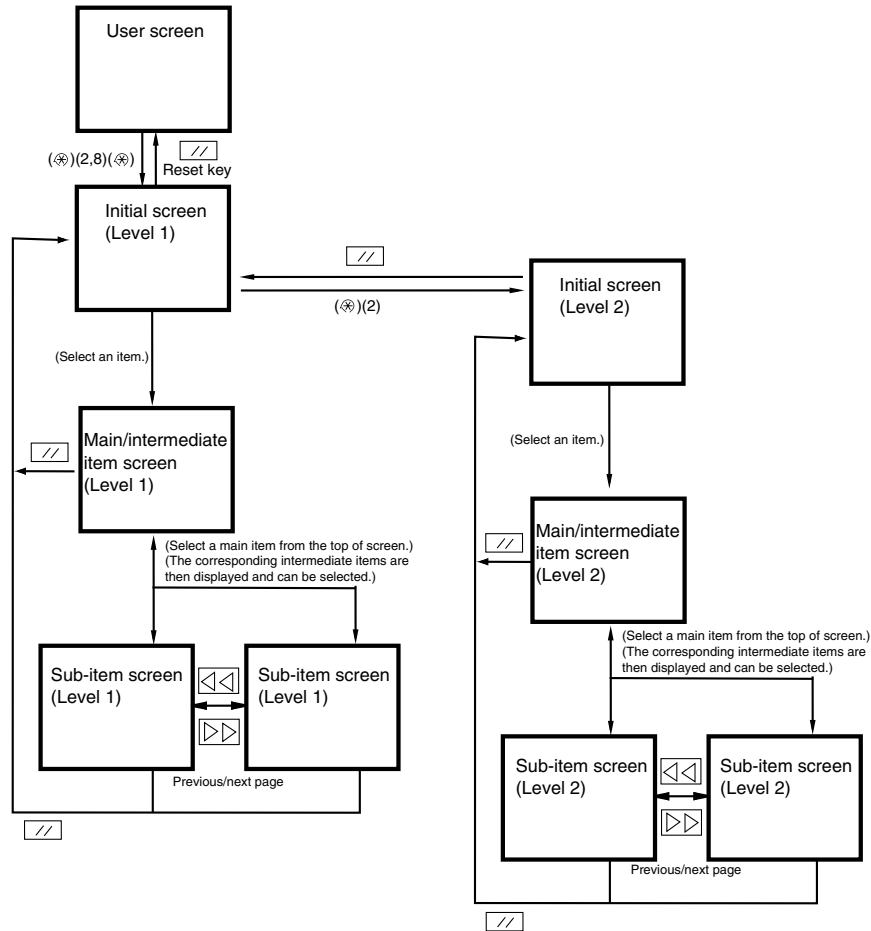 User screen
(✱)(2,8)(✱)
//
Reset key
Initial screen
(Level 1)
//
(✱)(2)
Initial screen
(Level 2)
(Select an item.)
Main/intermediate
item screen
(Level 1)
//
(Select a main item from the top of screen.)
(The corresponding intermediate items are
then displayed and can be selected.)
Sub-item screen
(Level 1)
Sub-item screen
(Level 1)
Previous/next page
//
(Select an item.)
Main/intermediate
item screen
(Level 2)
//
(Select a main item from the top of screen.)
(The corresponding intermediate items are
then displayed and can be selected.)
Sub-item screen
(Level 2)
Sub-item screen
(Level 2)
Previous/next page
//